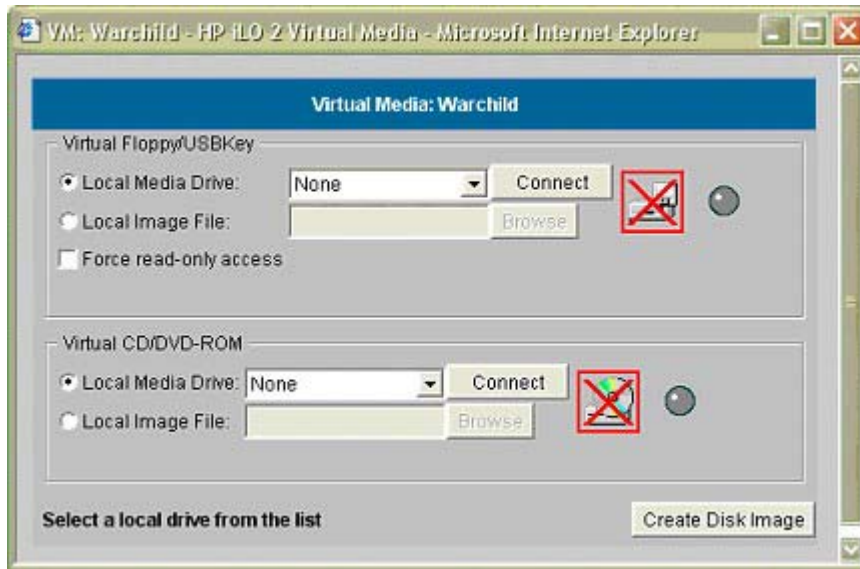 VM: Warchild - HP iLO 2 Virtual Media - Microsoft Internet Explorer
Virtual Media: Warchild
Virtual Floppy/USBKey
Local Media Drive: None Connect
Local Image File: Browse
Force read-only access
Virtual CD/DVD-ROM
Local Media Drive: None Connect
Local Image File: Browse
Select a local drive from the list Create Disk Image